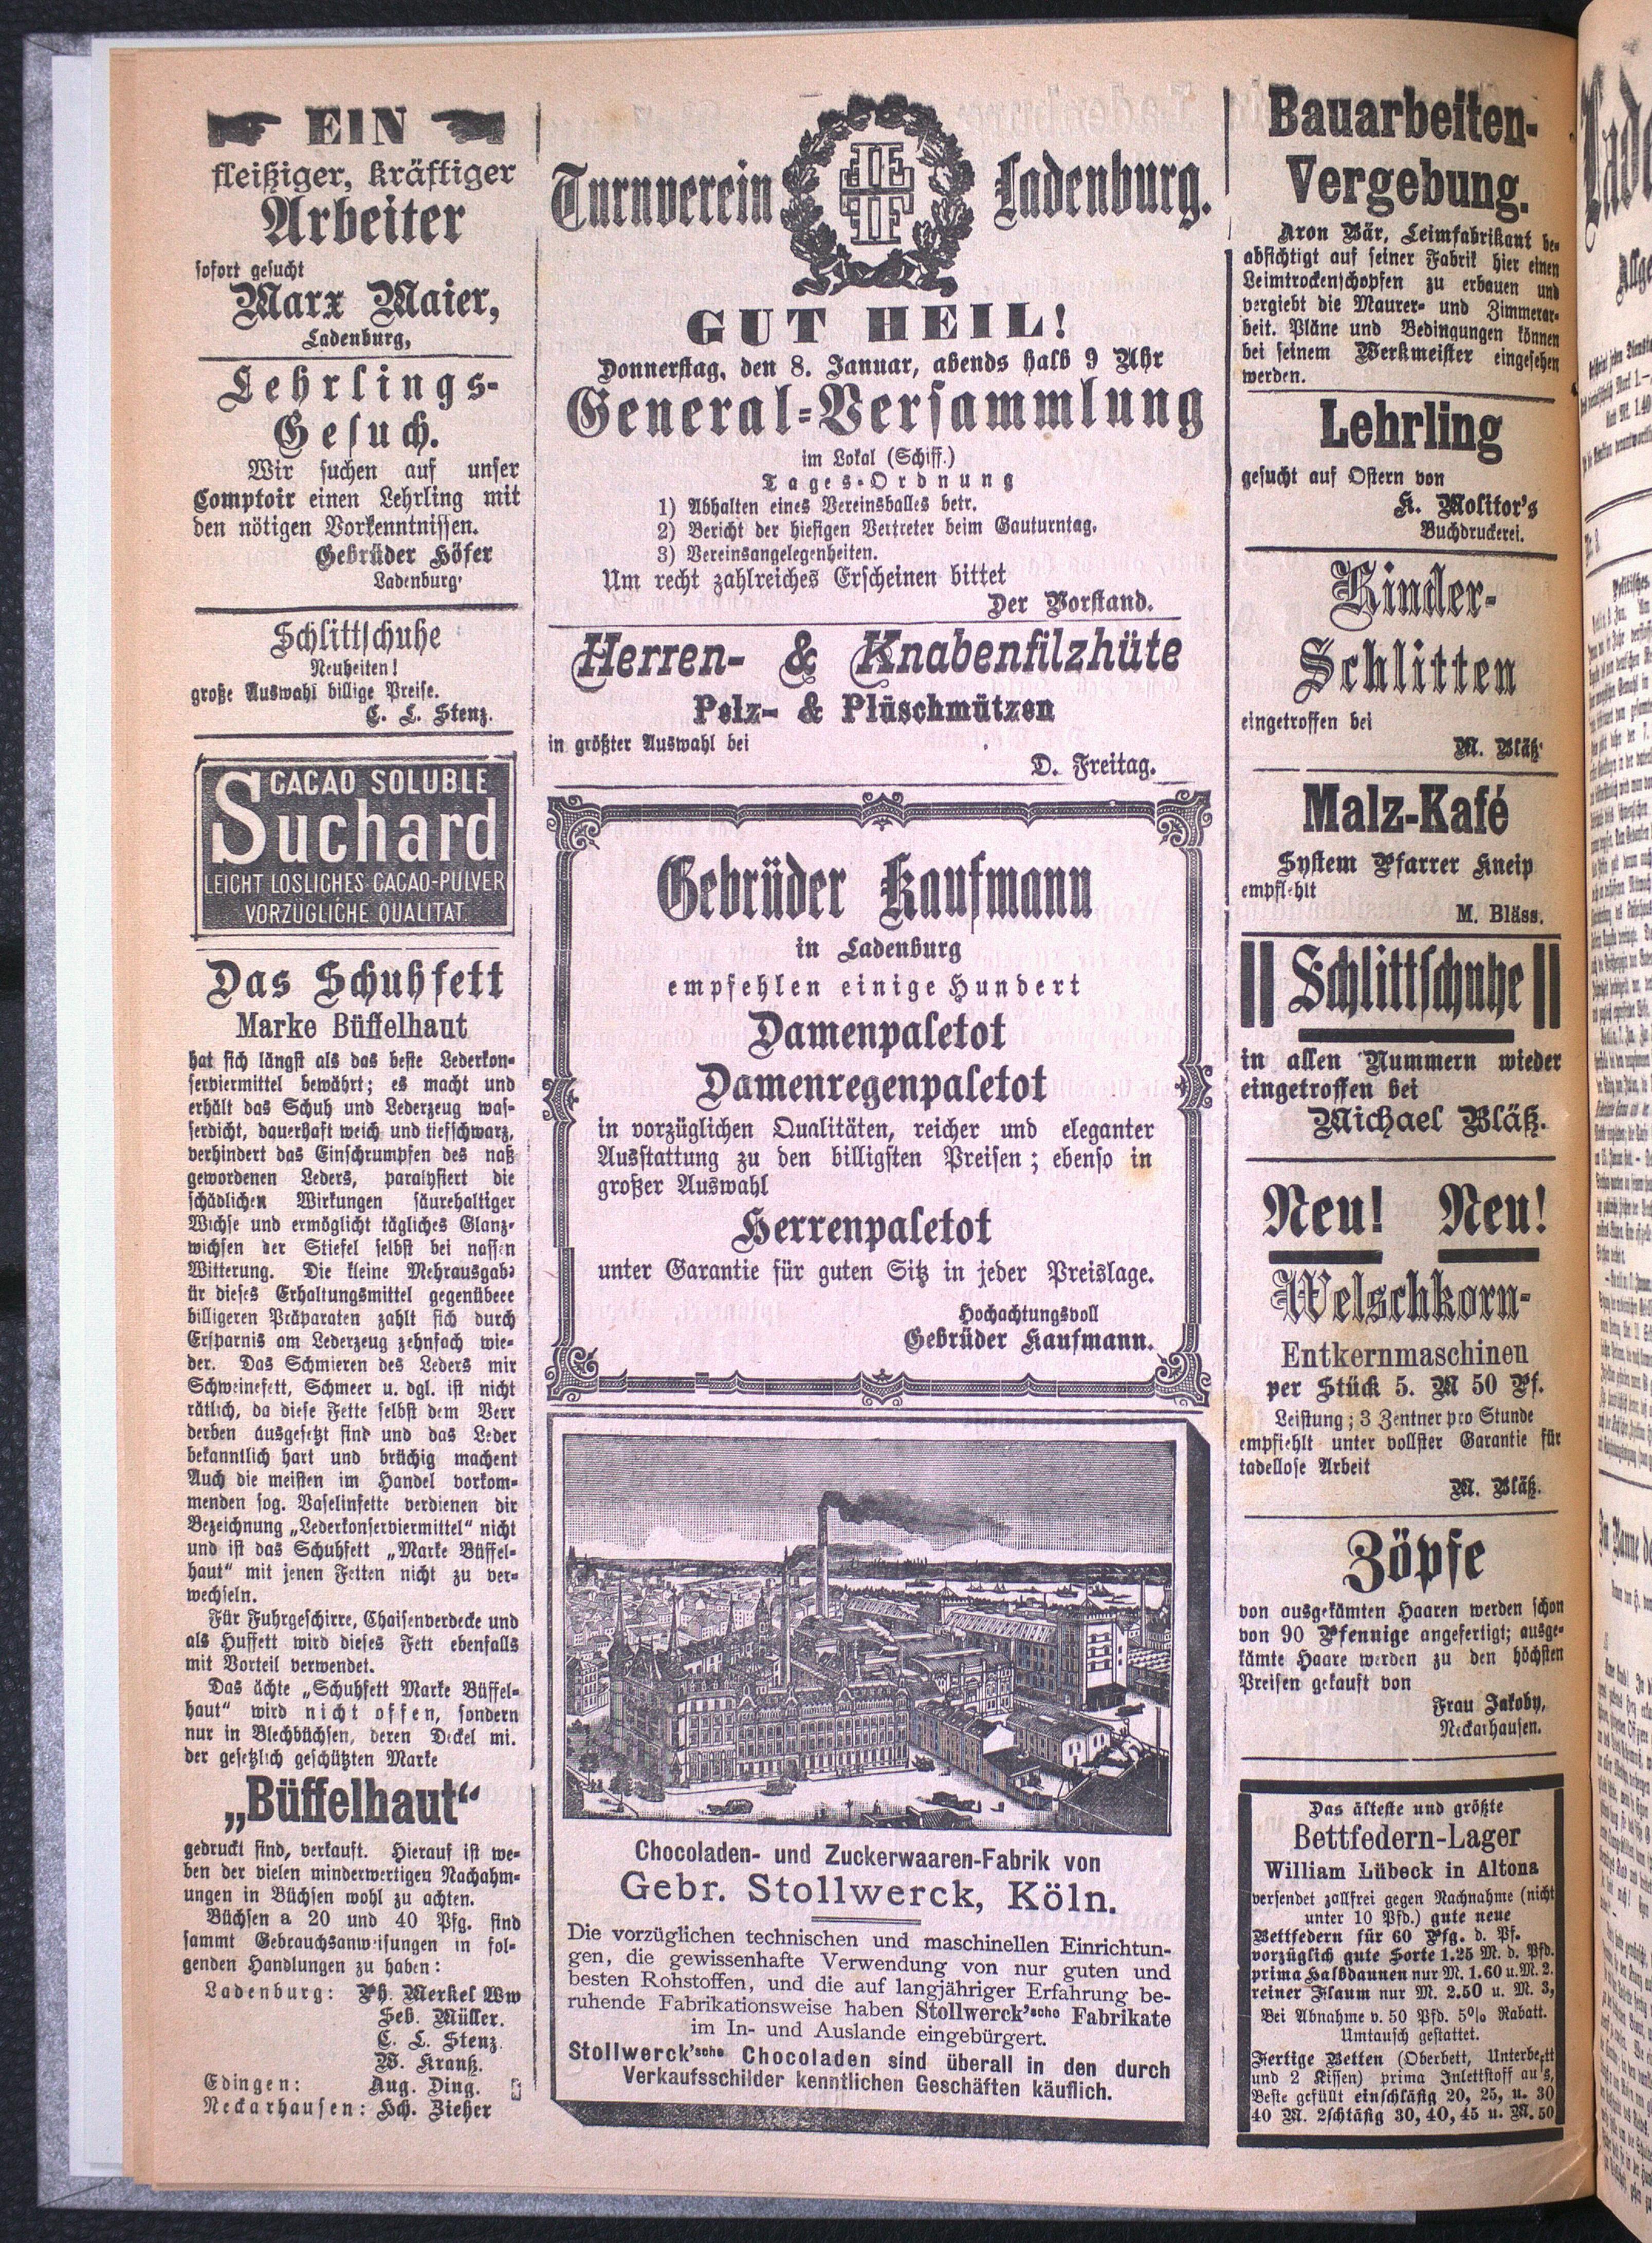 EIN
fleißiger, kräftiger
Arbeiter
sofort gesucht
Marx Maier,
Ladenburg,
Lehrlings-
Gesuch.
Wir suchen auf unser
Comptoir einen Lehrling mit
den nötigen Vorkenntnissen.
Gebrüder Höfer
Ladenburg.
Schlittschuhe
Neuheiten!
große Auswahl billige Preise.
C. L. Stenz.
CACAO SOLUBLE
Suchard
LEICHT LÖSLICHES CACAO-PULVER
VORZÜGLICHE QUALITAT.
Das Schuhfett
Marke Büffelhaut
hat sich längst als das beste Lederkon-
serviermittel bewährt; es macht und
erhält das Schuh und Lederzeug was-
serdicht, dauerhaft weich und tiefschwarz,
verhindert das Einschrumpfen des naß
gewordenen Leders, paralysiert die
schädlichen Wirkungen säurehaltiger
Wichse und ermöglicht tägliches Glanz-
wichsen der Stiefel selbst bei nassen
Witterung. Die kleine Mehrausgabe
ür dieses Erhaltungsmittel gegenübeee
billigeren Präparaten zahlt sich durch
Ersparnis am Lederzeug zehnfach wie-
der. Das Schmieren des Leders mir
Schweinefett, Schmeer u. dgl. ist nicht
rätlich, da diese Fette selbst dem Verr
derben ausgesetzt sind und das Leder
bekanntlich hart und brüchig machent
Auch die meisten im Handel vorkom-
menden sog. Vaselinfette verdienen dir
Bezeichnung „Lederkonserviermittel“ nicht
und ist das Schuhfett „Marke Büffel-
haut“ mit jenen Fetten nicht zu ver-
wechseln.
Für Fuhrgeschirre, Chaisenverdecke und
als Huffett wird dieses Fett ebenfalls
mit Vorteil verwendet.
Das ächte „Schuhfett Marke Büffel-
haut“ wird nicht offen, sondern
nur in Blechbüchsen, deren Deckel mi.
der gesetzlich geschützten Marke
„Büffelhaut“
gedruckt sind, verkauft. Hierauf ist we-
ben der vielen minderwertigen Nachahm-
ungen in Büchsen wohl zu achten.
Büchsen a 20 und 40 Pfg. sind
sammt Gebrauchsanweisungen in fol-
genden Handlungen zu haben:
Ladenburg: Ph. Merkel Ww
Seb. Müller.
C. L. Stenz.
W. Krauß.
Edingen: Aug. Ding.
Neckarhausen: Hch. Zieher
Turnverein Ladenburg.
GUT HEIL!
Donnerstag, den 8. Januar, abends halb 9 Uhr
General-Versammlung
im Lokal (Schiff.)
Tages-Ordnung
1) Abhalten eines Vereinsballes betr.
2) Bericht der hiesigen Vertreter beim Gauturntag.
3) Vereinsangelegenheiten.
Um recht zahlreiches Erscheinen bittet
Der Vorstand.
Herren- & Knabenfilzhüte
Pelz- & Plüschmützen
in größter Auswahl bei
D. Freitag.
Gebrüder Kaufmann
in Ladenburg
empfehlen einige Hundert
Damenpaletot
Damenregenpaletot
in vorzüglichen Qualitäten, reicher und eleganter
Ausstattung zu den billigsten Preisen; ebenso in
großer Auswahl
Herrenpaletot
unter Garantie für guten Sitz in jeder Preislage.
Hochachtungsvoll
Gebrüder Kaufmann.
Chocoladen- und Zuckerwaaren-Fabrik von
Gebr. Stollwerck, Köln.
Die vorzüglichen technischen und maschinellen Einrichtun-
gen, die gewissenhafte Verwendung von nur guten und
besten Rohstoffen, und die auf langjähriger Erfahrung be-
ruhende Fabrikationsweise haben Stollwerck'sche Fabrikate
im In- und Auslande eingebürgert.
Stollwerck'sche Chocoladen sind überall in den durch
Verkaufsschilder kenntlichen Geschäften käuflich.
Bauarbeiten-
Vergebung.
Aron Bär, Leimfabrikant be-
absichtigt auf seiner Fabrik hier einen
Leimtrockenschopfen zu erbauen und
vergiebt die Maurer- und Zimmerar-
beit. Pläne und Bedingungen können
bei seinem Werkmeister eingesehen
werden.
Lehrling
gesucht auf Ostern von
K. Molitor's
Buchdruckerei.
Kinder-
Schlitten
eingetroffen bei
M. Bläß.
Malz-Kafé
System Pfarrer Kneip
empfiehlt
M. Bläss.
Schlittschuhe
in allen Nummern wieder
eingetroffen bei
Michael Bläß.
Neu! Neu!
Welschkorn-
Entkernmaschinen
per Stück 5. M 50 Pf.
Leistung; 3 Zentner pro Stunde
empfiehlt unter vollster Garantie für
tadellose Arbeit
M. Bläß.
Zöpfe
von ausgekämten Haaren werden schon
von 90 Pfennige angefertigt; ausge-
kämte Haare werden zu den höchsten
Preisen gekauft von
Frau Jakoby,
Neckarhausen.
Das älteste und größte
Bettfedern-Lager
William Lübeck in Altona
versendet zollfrei gegen Nachnahme (nicht
unter 10 Pfd.) gute neue
Bettfedern für 60 Pfg. d. Pf.
vorzüglich gute Sorte 1.25 M. d. Pfd.
prima Halbdaunen nur M. 1.60 u. M. 2.
reiner Flaum nur M. 2.50 u. M. 3,
Bei Abnahme v. 50 Pfd. 5% Rabatt.
Umtausch gestattet.
Fertige Betten (Oberbett, Unterbett
und 2 Kissen) prima Inlettstoff au's,
Beste gefüllt einschläfig 20, 25, u. 30
40 M. 2schläfig 30, 40, 45 u. M. 50